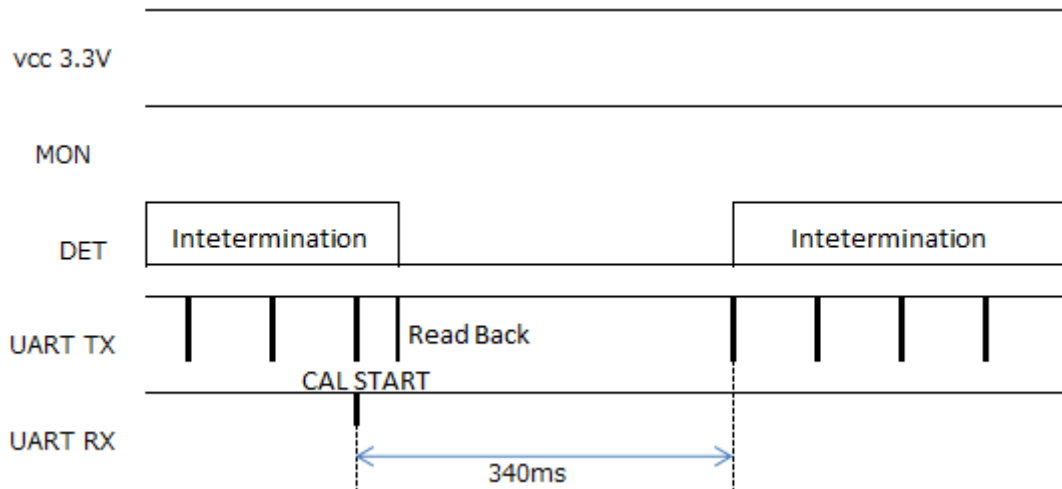 vcc 3.3V
MON
DET
Intetermination
Intetermination
UART TX
Read Back
CAL START
UART RX
340ms